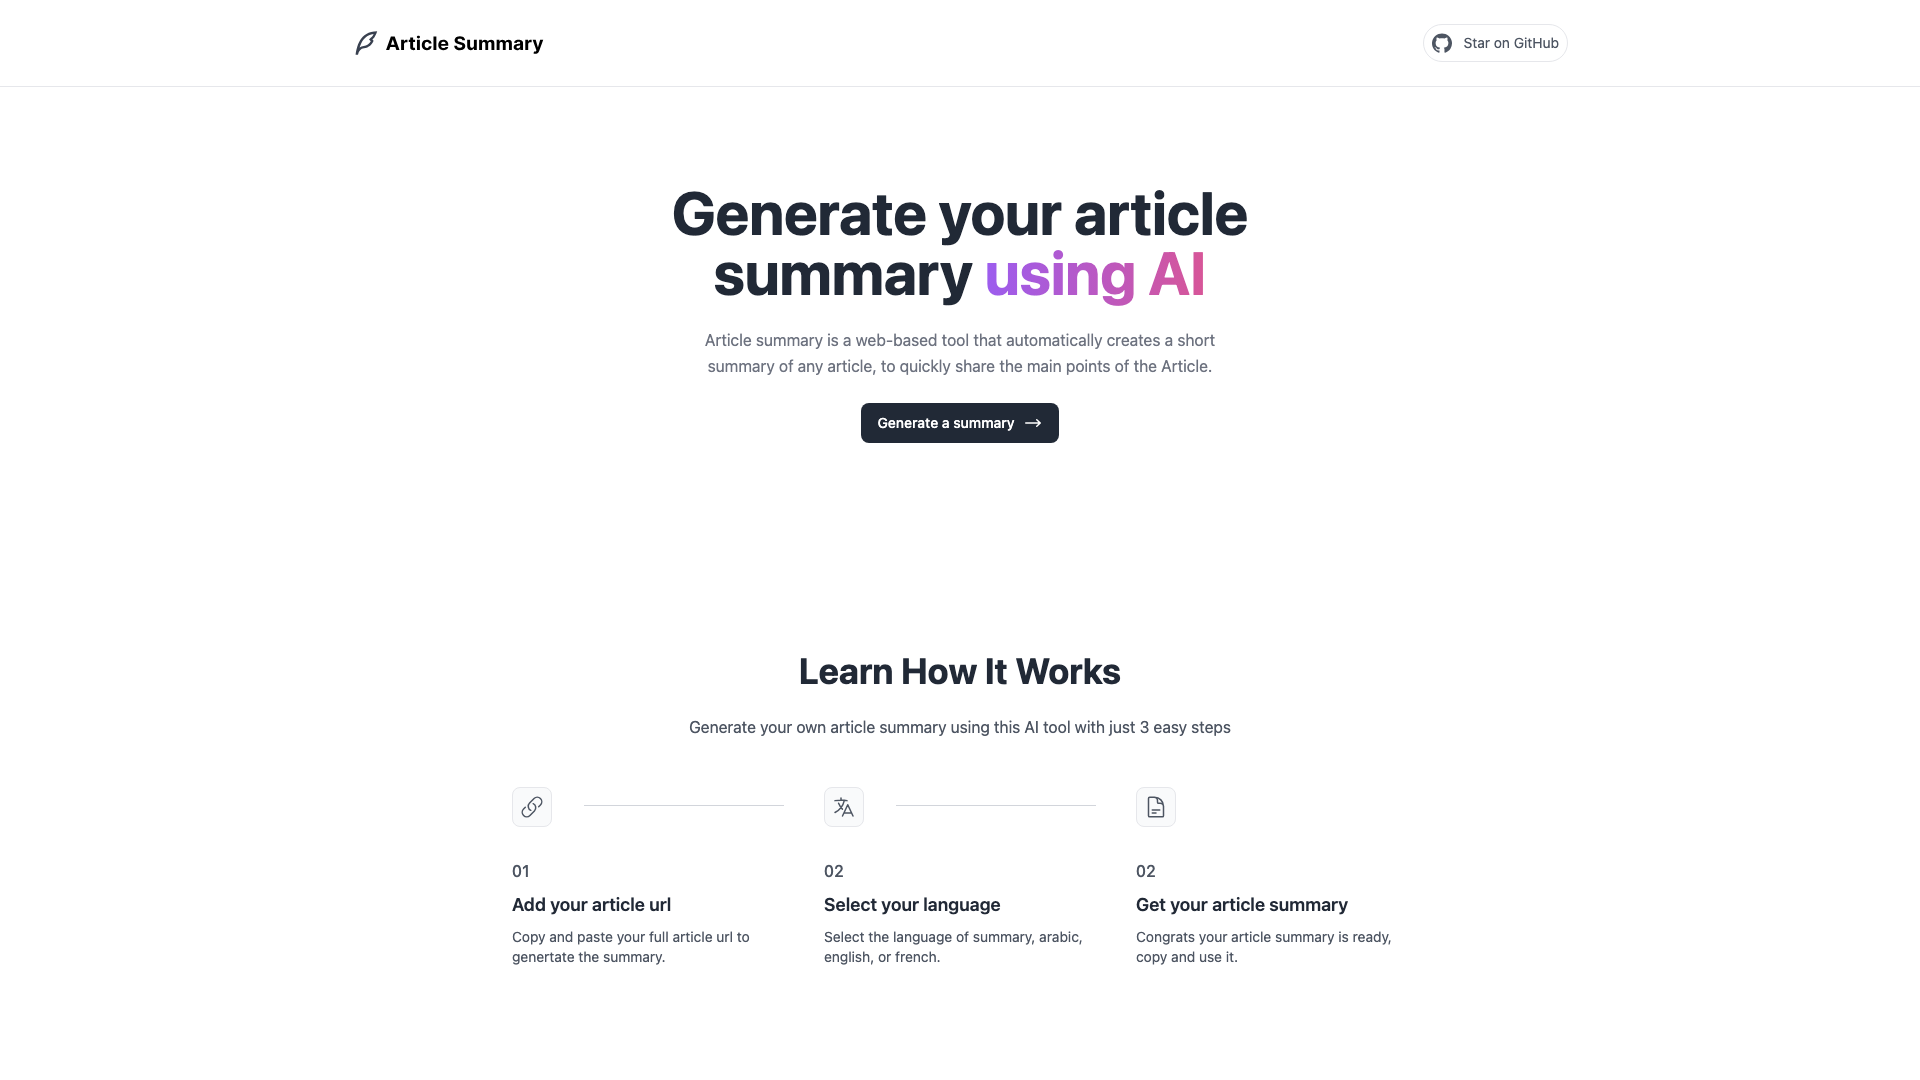 Article Summary
Star on GitHub
Generate your article
summary using AI
Article summary is a web-based tool that automatically creates a short
summary of any article, to quickly share the main points of the Article.
Generate a summary
Learn How It Works
Generate your own article summary using this AI tool with just 3 easy steps
01
Add your article url
Copy and paste your full article url to
genertate the summary.
02
Select your language
Select the language of summary, arabic,
english, or french.
02
Get your article summary
Congrats your article summary is ready,
copy and use it.